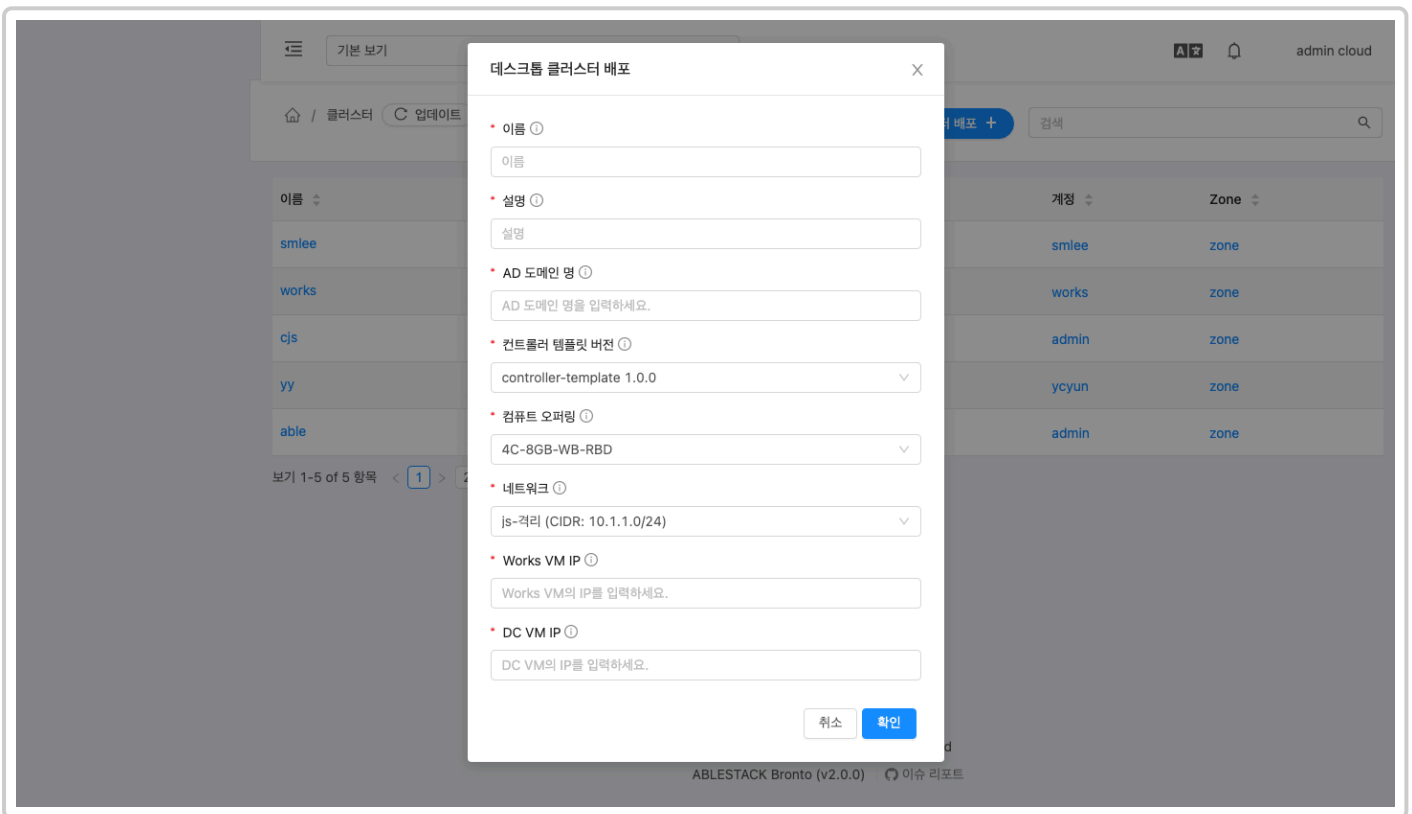 기본 보기
admin cloud
/ 클러스터 업데이트
배포 +
검색
이름 계정 Zone
smlee smlee zone
works works zone
cjs admin zone
yy ycyun zone
able admin zone
보기 1-5 of 5 항목 < 1 >
데스크톱 클러스터 배포
* 이름
이름
* 설명
설명
* AD 도메인 명
AD 도메인 명을 입력하세요.
* 컨트롤러 템플릿 버전
controller-template 1.0.0
* 컴퓨트 오퍼링
4C-8GB-WB-RBD
* 네트워크
js-격리 (CIDR: 10.1.1.0/24)
* Works VM IP
Works VM의 IP를 입력하세요.
* DC VM IP
DC VM의 IP를 입력하세요.
취소 확인
ABLESTACK Bronto (v2.0.0) 이슈 리포트